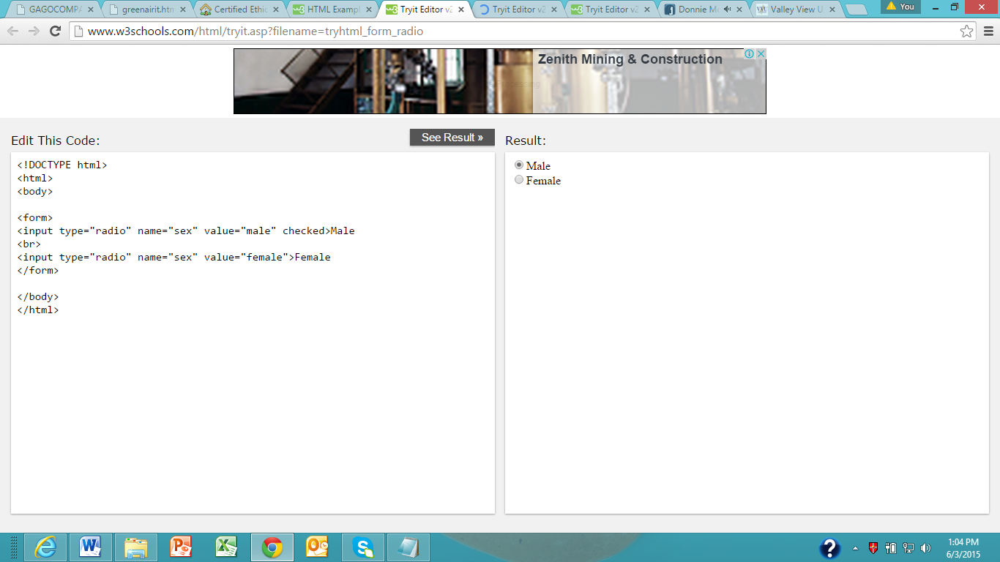 GAGOCOMPA
greenairit.htm
Certified Ethic
HTML Exampl
Tryit Editor v2
Tryit Editor v2
Tryit Editor v2
Donnie M
Valley View U
You
www.w3schools.com/html/tryit.asp?filename=tryhtml_form_radio
Zenith Mining & Construction
Edit This Code:
See Result »
<!DOCTYPE html>
<html>
<body>
<form>
<input type="radio" name="sex" value="male" checked>Male
<br>
<input type="radio" name="sex" value="female">Female
</form>
</body>
</html>
Result:
Male
Female
1:04 PM
6/3/2015